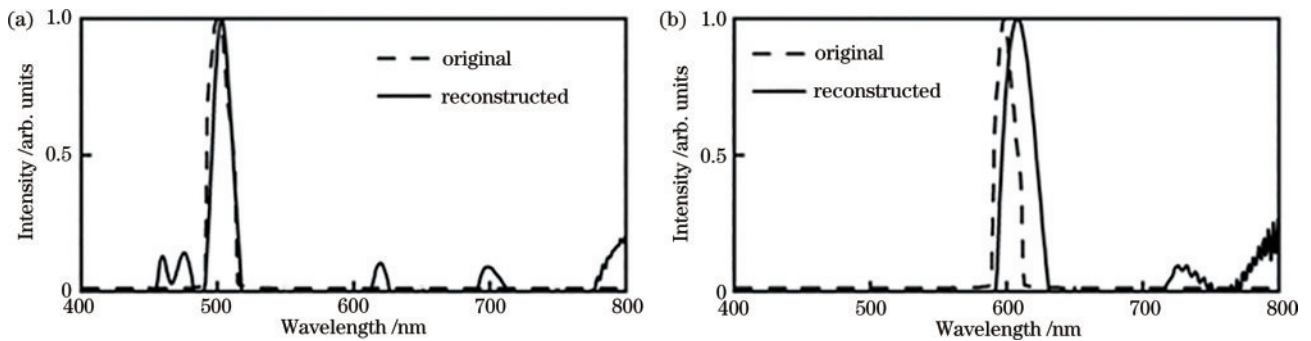 (a)
1.0
original
reconstructed
0.5
0
Intensity /arb. units
400
500
600
700
800
Wavelength /nm
(b)
1.0
original
reconstructed
0.5
0
Intensity /arb. units
400
500
600
700
800
Wavelength /nm